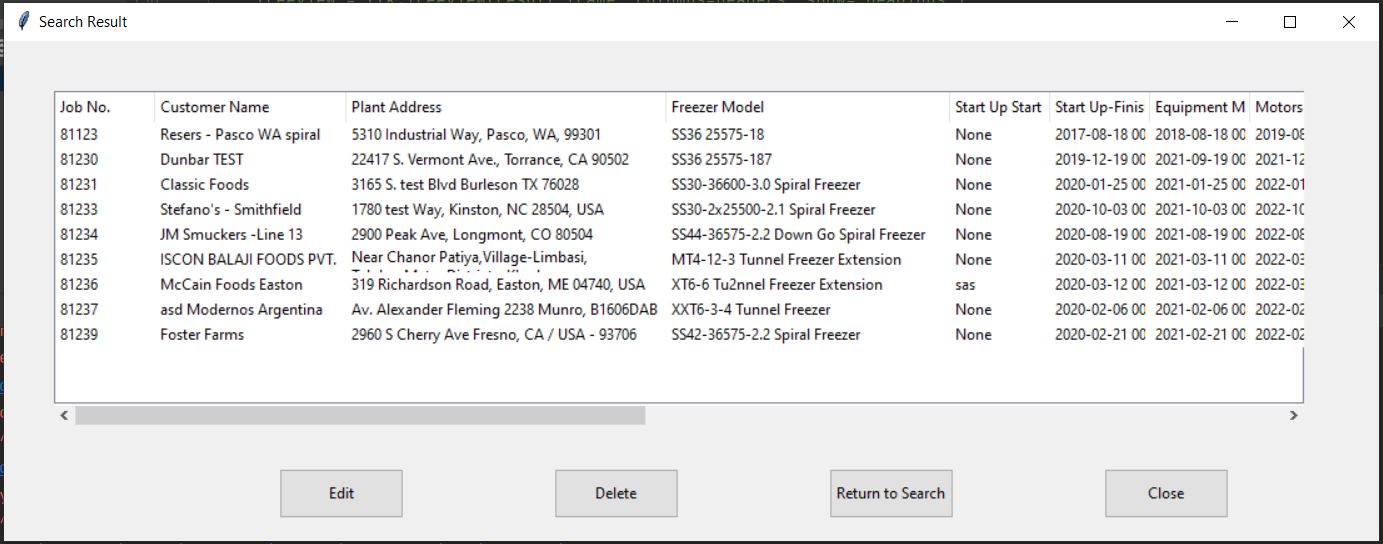 Search Result
Job No. Customer Name Plant Address Freezer Model Start Up Start Start Up-Finis Equipment M Motors
81123 Resers - Pasco WA spiral 5310 Industrial Way, Pasco, WA, 99301 SS36 25575-18 None 2017-08-18 00 2018-08-18 00 2019-08
81230 Dunbar TEST 22417 S. Vermont Ave., Torrance, CA 90502 SS36 25575-187 None 2019-12-19 00 2021-09-19 00 2021-12
81231 Classic Foods 3165 S. test Blvd Burleson TX 76028 SS30-36600-3.0 Spiral Freezer None 2020-01-25 00 2021-01-25 00 2022-01
81233 Stefano's - Smithfield 1780 test Way, Kinston, NC 28504, USA SS30-2x25500-2.1 Spiral Freezer None 2020-10-03 00 2021-10-03 00 2022-10
81234 JM Smuckers -Line 13 2900 Peak Ave, Longmont, CO 80504 SS44-36575-2.2 Down Go Spiral Freezer None 2020-08-19 00 2021-08-19 00 2022-08
81235 ISCON BALAJI FOODS PVT. Near Chanor Patiya,Village-Limbasi, MT4-12-3 Tunnel Freezer Extension None 2020-03-11 00 2021-03-11 00 2022-03
81236 McCain Foods Easton 319 Richardson Road, Easton, ME 04740, USA XT6-6 Tu2nnel Freezer Extension sas 2020-03-12 00 2021-03-12 00 2022-03
81237 asd Modernos Argentina Av. Alexander Fleming 2238 Munro, B1606DAB XXT6-3-4 Tunnel Freezer None 2020-02-06 00 2021-02-06 00 2022-02
81239 Foster Farms 2960 S Cherry Ave Fresno, CA / USA - 93706 SS42-36575-2.2 Spiral Freezer None 2020-02-21 00 2021-02-21 00 2022-02
Edit Delete Return to Search Close